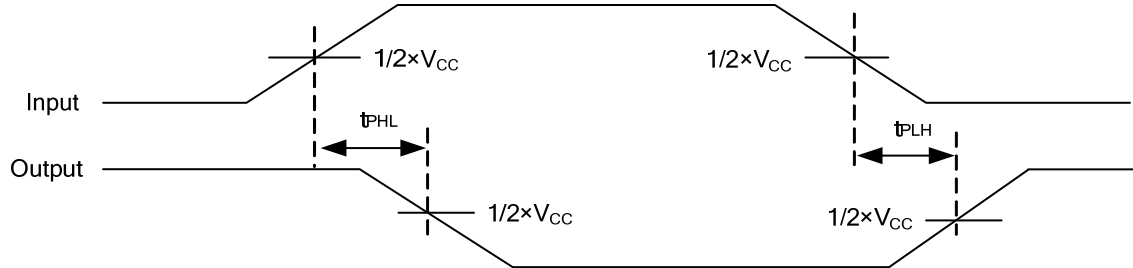 1/2×VCC
1/2×VCC
Input
tPHL
tPLH
Output
1/2×VCC
1/2×VCC